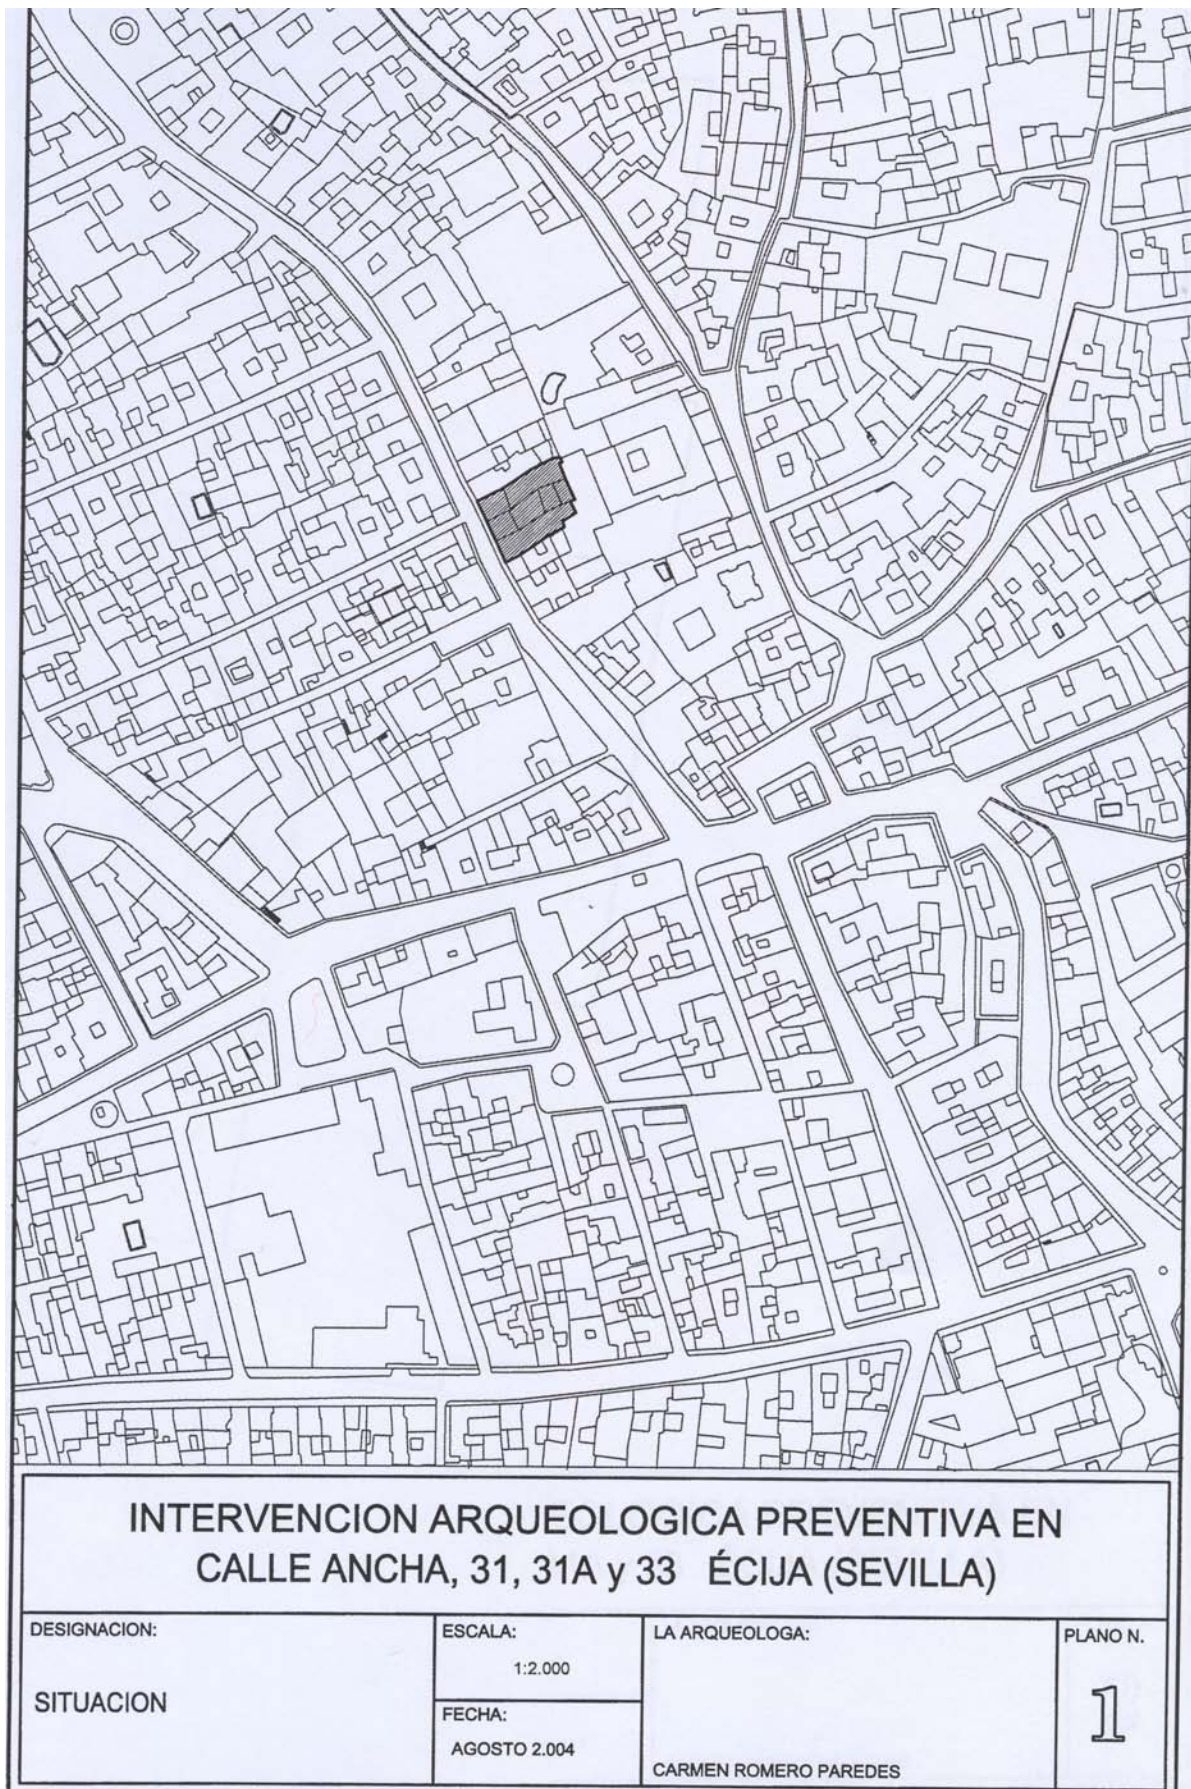 INTERVENCION ARQUEOLOGICA PREVENTIVA EN
CALLE ANCHA, 31, 31A y 33 ÉCIJA (SEVILLA)
DESIGNACION:
SITUACION
ESCALA:
1:2.000
FECHA:
AGOSTO 2.004
LA ARQUEOLOGA:
CARMEN ROMERO PAREDES
PLANO N.
1